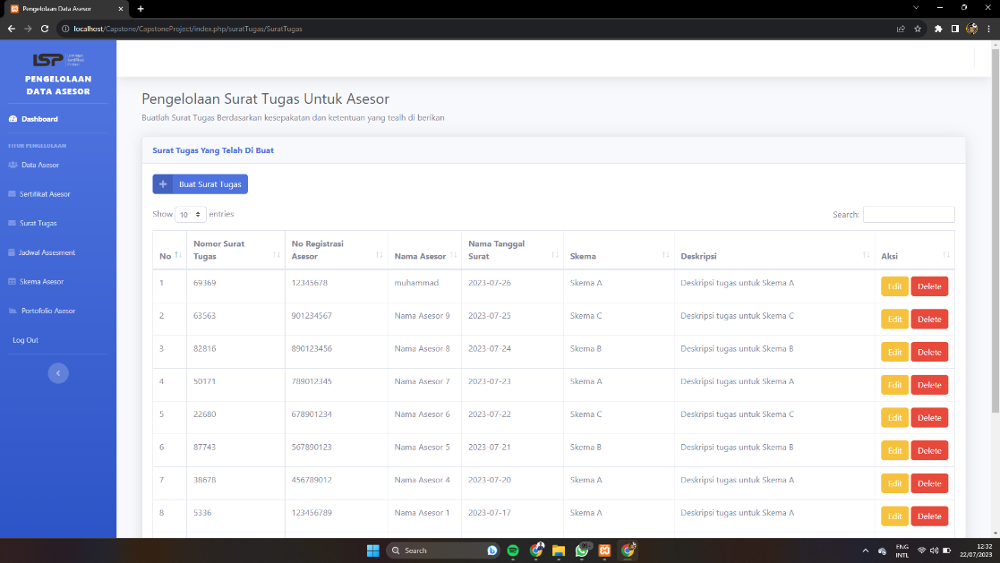 Pengelolaan Data Asesor
localhost/Capstone/CapstoneProject/index.php/suratTugas/SuratTugas
LSP Lembaga Sertifikasi Profesi
PENGELOLAAN
DATA ASESOR
Dashboard
FITUR PENGELOLAAN
Data Asesor
Sertifikat Asesor
Surat Tugas
Jadwal Assesment
Skema Asesor
Portofolio Asesor
Log Out
Pengelolaan Surat Tugas Untuk Asesor
Buatlah Surat Tugas Berdasarkan kesepakatan dan ketentuan yang tealh di berikan
Surat Tugas Yang Telah Di Buat
Buat Surat Tugas
Show 10 entries
Search:
No Nomor Surat Tugas No Registrasi Asesor Nama Asesor Nama Tanggal Surat Skema Deskripsi Aksi
1 69369 12345678 muhammad 2023-07-26 Skema A Deskripsi tugas untuk Skema A Edit Delete
2 63563 901234567 Nama Asesor 9 2023-07-25 Skema C Deskripsi tugas untuk Skema C Edit Delete
3 82816 890123456 Nama Asesor 8 2023-07-24 Skema B Deskripsi tugas untuk Skema B Edit Delete
4 50171 789012345 Nama Asesor 7 2023-07-23 Skema A Deskripsi tugas untuk Skema A Edit Delete
5 22680 678901234 Nama Asesor 6 2023-07-22 Skema C Deskripsi tugas untuk Skema C Edit Delete
6 87743 567890123 Nama Asesor 5 2023-07-21 Skema B Deskripsi tugas untuk Skema B Edit Delete
7 38678 456789012 Nama Asesor 4 2023-07-20 Skema A Deskripsi tugas untuk Skema A Edit Delete
8 5336 123456789 Nama Asesor 1 2023-07-17 Skema A Deskripsi tugas untuk Skema A Edit Delete
Search
ENG
INTL
12:32
22/07/2023